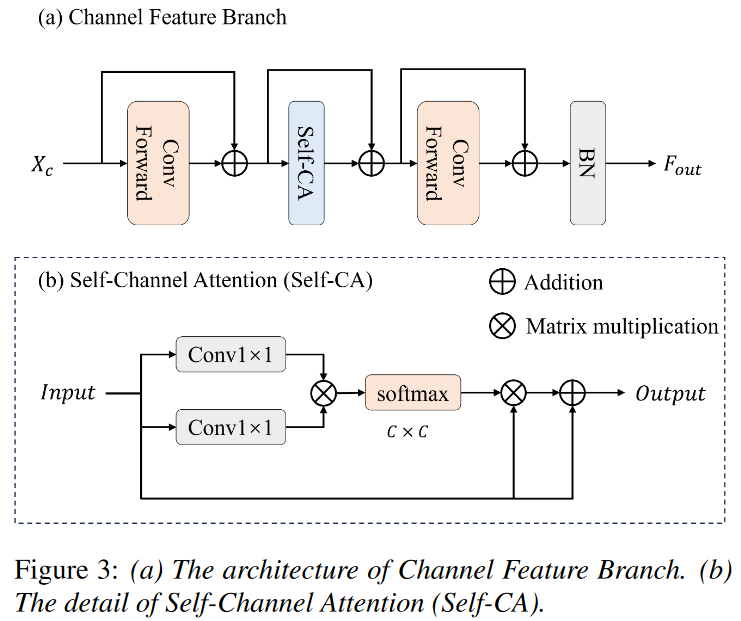 (a) Channel Feature Branch
X_c
Conv
Forward
Self-CA
Conv
Forward
BN
F_out
(b) Self-Channel Attention (Self-CA)
Addition
Matrix multiplication
Conv1×1
Input
softmax
Output
Conv1×1
C × C
Figure 3: (a) The architecture of Channel Feature Branch. (b)
The detail of Self-Channel Attention (Self-CA).